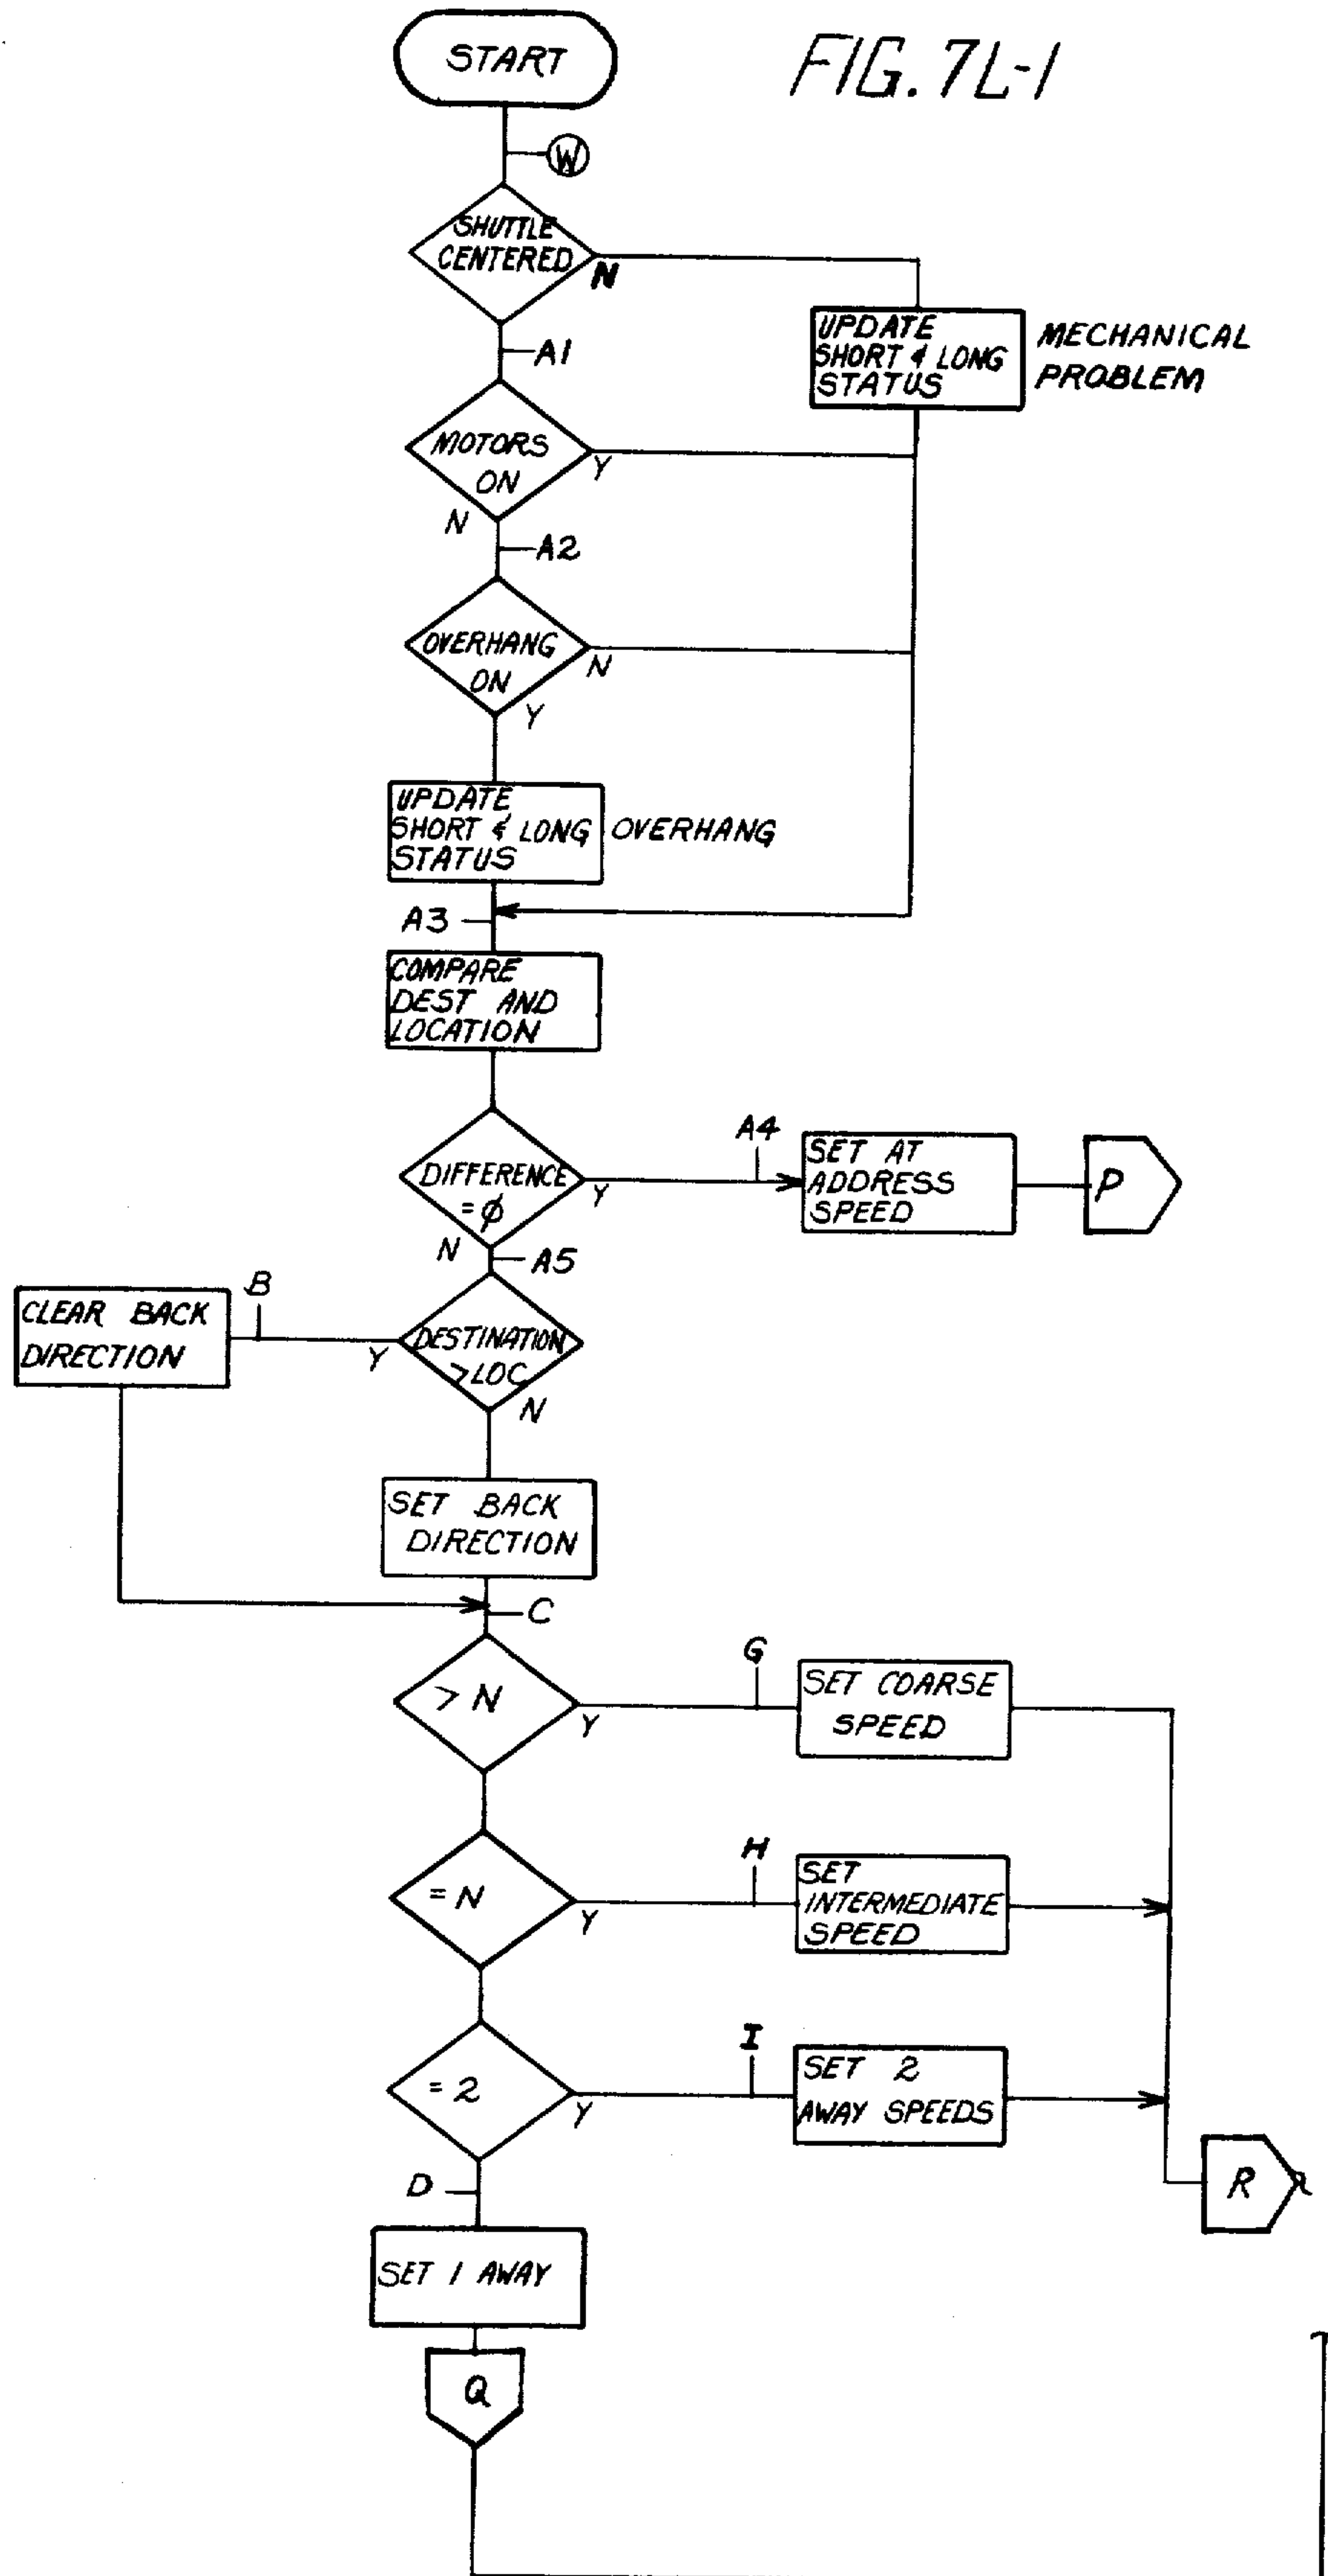 START
FIG. 7L-1
W
SHUTTLE
CENTERED
N
UPDATE
SHORT & LONG
STATUS
MECHANICAL
PROBLEM
A1
MOTORS
ON
Y
N
A2
OVERHANG
ON
N
Y
UPDATE
SHORT & LONG
STATUS
OVERHANG
A3
COMPARE
DEST AND
LOCATION
DIFFERENCE
= ϕ
Y
A4
SET AT
ADDRESS
SPEED
P
N
A5
B
CLEAR BACK
DIRECTION
Y
DESTINATION
> LOC
N
SET BACK
DIRECTION
C
> N
Y
G
SET COARSE
SPEED
= N
Y
H
SET
INTERMEDIATE
SPEED
= 2
Y
I
SET 2
AWAY SPEEDS
R
D
SET 1 AWAY
Q